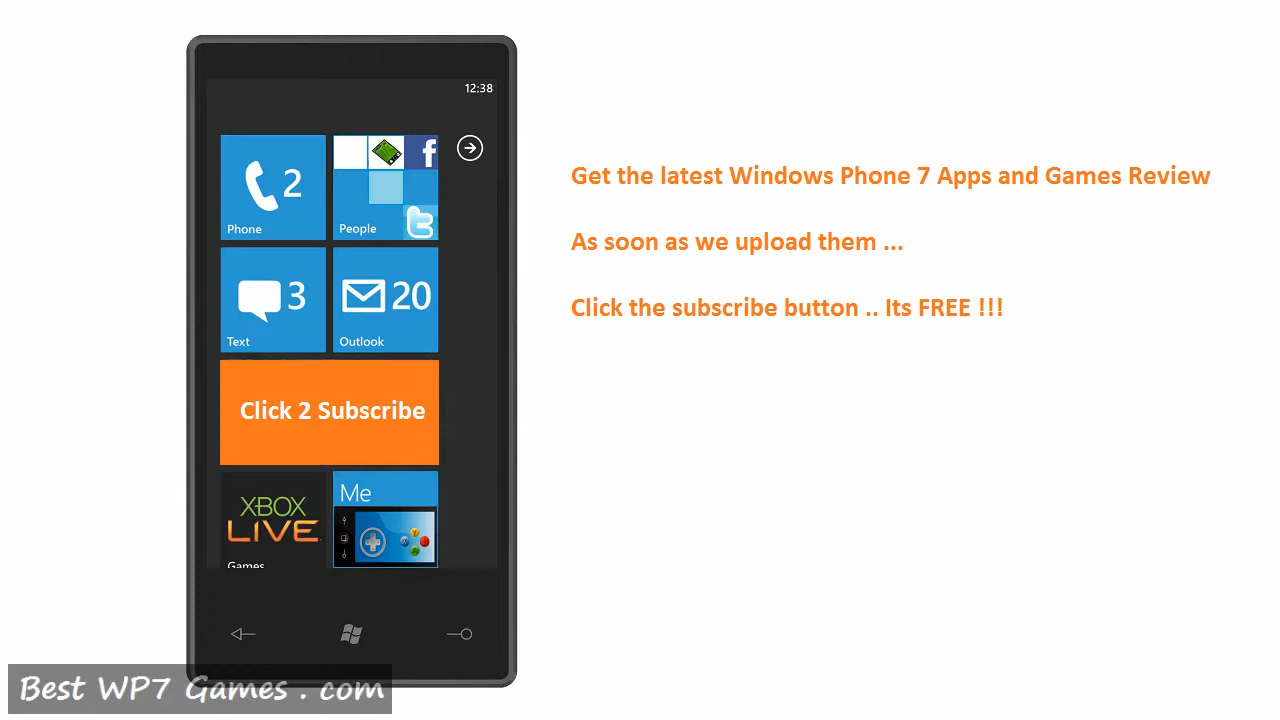 12:38
2
Phone
f
People
t
3
Text
20
Outlook
Click 2 Subscribe
XBOX
LIVE
Games
Me
Get the latest Windows Phone 7 Apps and Games Review
As soon as we upload them ...
Click the subscribe button .. Its FREE !!!
Best WP7 Games . com